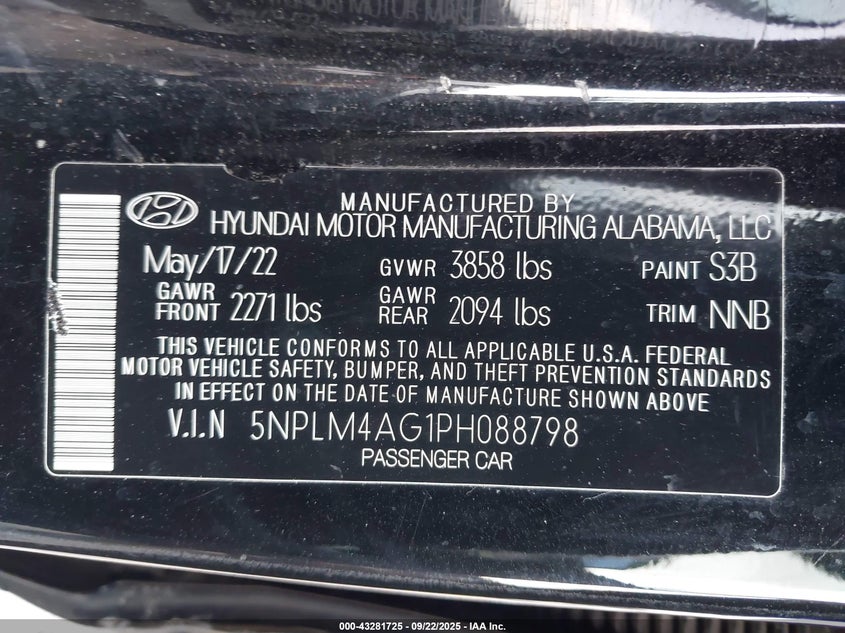 MANUFACTURED BY
HYUNDAI MOTOR MANUFACTURING ALABAMA, LLC
May/17/22 GVWR 3858 lbs PAINT S3B
GAWR FRONT 2271 lbs GAWR REAR 2094 lbs TRIM NNB
THIS VEHICLE CONFORMS TO ALL APPLICABLE U.S.A. FEDERAL
MOTOR VEHICLE SAFETY, BUMPER, AND THEFT PREVENTION STANDARDS
IN EFFECT ON THE DATE OF MANUFACTURE SHOWN ABOVE
V.I.N 5NPLM4AG1PH088798
PASSENGER CAR
000-43281725 - 09/22/2025 - IAA Inc.